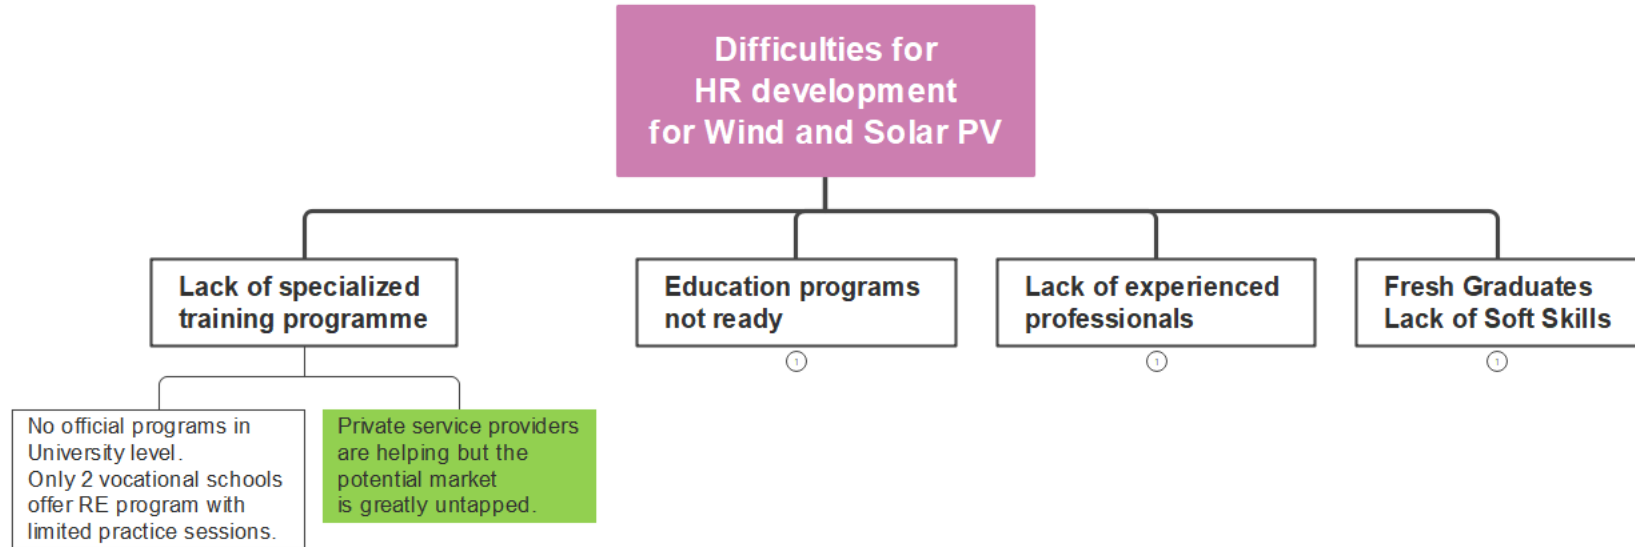 Difficulties for
HR development
for Wind and Solar PV
Lack of specialized
training programme
Education programs
not ready
Lack of experienced
professionals
Fresh Graduates
Lack of Soft Skills
1
1
1
No official programs in
University level.
Only 2 vocational schools
offer RE program with
limited practice sessions.
Private service providers
are helping but the
potential market
is greatly untapped.